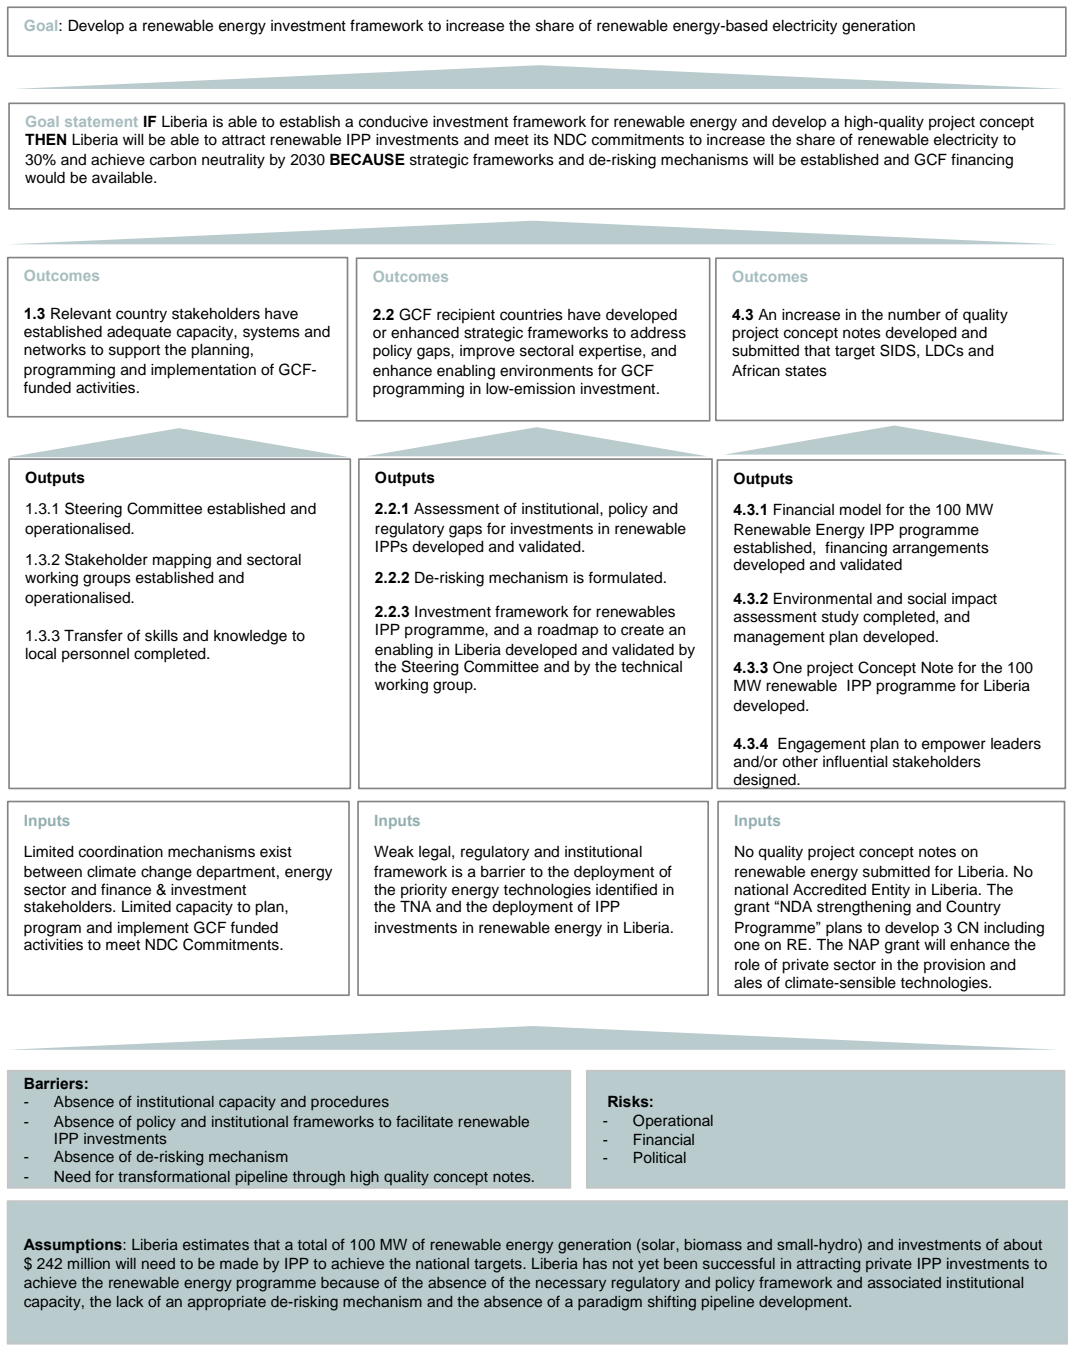 Goal: Develop a renewable energy investment framework to increase the share of renewable energy-based electricity generation
Goal statement IF Liberia is able to establish a conducive investment framework for renewable energy and develop a high-quality project concept
THEN Liberia will be able to attract renewable IPP investments and meet its NDC commitments to increase the share of renewable electricity to
30% and achieve carbon neutrality by 2030 BECAUSE strategic frameworks and de-risking mechanisms will be established and GCF financing
would be available.
Outcomes
1.3 Relevant country stakeholders have
established adequate capacity, systems and
networks to support the planning,
programming and implementation of GCF-
funded activities.
Outcomes
2.2 GCF recipient countries have developed
or enhanced strategic frameworks to address
policy gaps, improve sectoral expertise, and
enhance enabling environments for GCF
programming in low-emission investment.
Outcomes
4.3 An increase in the number of quality
project concept notes developed and
submitted that target SIDS, LDCs and
African states
Outputs
1.3.1 Steering Committee established and
operationalised.
1.3.2 Stakeholder mapping and sectoral
working groups established and
operationalised.
1.3.3 Transfer of skills and knowledge to
local personnel completed.
Outputs
2.2.1 Assessment of institutional, policy and
regulatory gaps for investments in renewable
IPPs developed and validated.
2.2.2 De-risking mechanism is formulated.
2.2.3 Investment framework for renewables
IPP programme, and a roadmap to create an
enabling in Liberia developed and validated by
the Steering Committee and by the technical
working group.
Outputs
4.3.1 Financial model for the 100 MW
Renewable Energy IPP programme
established, financing arrangements
developed and validated
4.3.2 Environmental and social impact
assessment study completed, and
management plan developed.
4.3.3 One project Concept Note for the 100
MW renewable IPP programme for Liberia
developed.
4.3.4 Engagement plan to empower leaders
and/or other influential stakeholders
designed.
Inputs
Limited coordination mechanisms exist
between climate change department, energy
sector and finance & investment
stakeholders. Limited capacity to plan,
program and implement GCF funded
activities to meet NDC Commitments.
Inputs
Weak legal, regulatory and institutional
framework is a barrier to the deployment of
the priority energy technologies identified in
the TNA and the deployment of IPP
investments in renewable energy in Liberia.
Inputs
No quality project concept notes on
renewable energy submitted for Liberia. No
national Accredited Entity in Liberia. The
grant “NDA strengthening and Country
Programme” plans to develop 3 CN including
one on RE. The NAP grant will enhance the
role of private sector in the provision and
ales of climate-sensible technologies.
Barriers:
- Absence of institutional capacity and procedures
- Absence of policy and institutional frameworks to facilitate renewable
IPP investments
- Absence of de-risking mechanism
- Need for transformational pipeline through high quality concept notes.
Risks:
- Operational
- Financial
- Political
Assumptions: Liberia estimates that a total of 100 MW of renewable energy generation (solar, biomass and small-hydro) and investments of about
$ 242 million will need to be made by IPP to achieve the national targets. Liberia has not yet been successful in attracting private IPP investments to
achieve the renewable energy programme because of the absence of the necessary regulatory and policy framework and associated institutional
capacity, the lack of an appropriate de-risking mechanism and the absence of a paradigm shifting pipeline development.